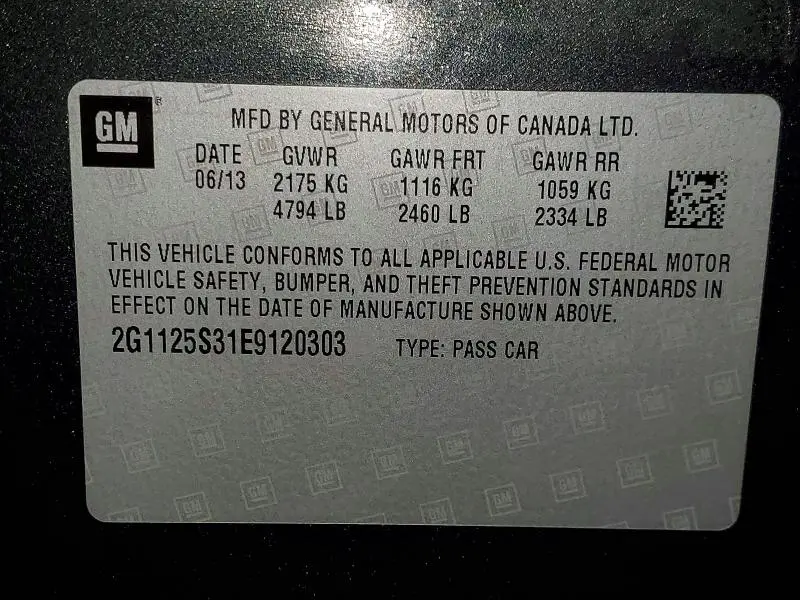 GM
MFD BY GENERAL MOTORS OF CANADA LTD.
DATE GVWR GAWR FRT GAWR RR
06/13 2175 KG 1116 KG 1059 KG
4794 LB 2460 LB 2334 LB
THIS VEHICLE CONFORMS TO ALL APPLICABLE U.S. FEDERAL MOTOR
VEHICLE SAFETY, BUMPER, AND THEFT PREVENTION STANDARDS IN
EFFECT ON THE DATE OF MANUFACTURE SHOWN ABOVE.
2G1125S31E9120303 TYPE: PASS CAR